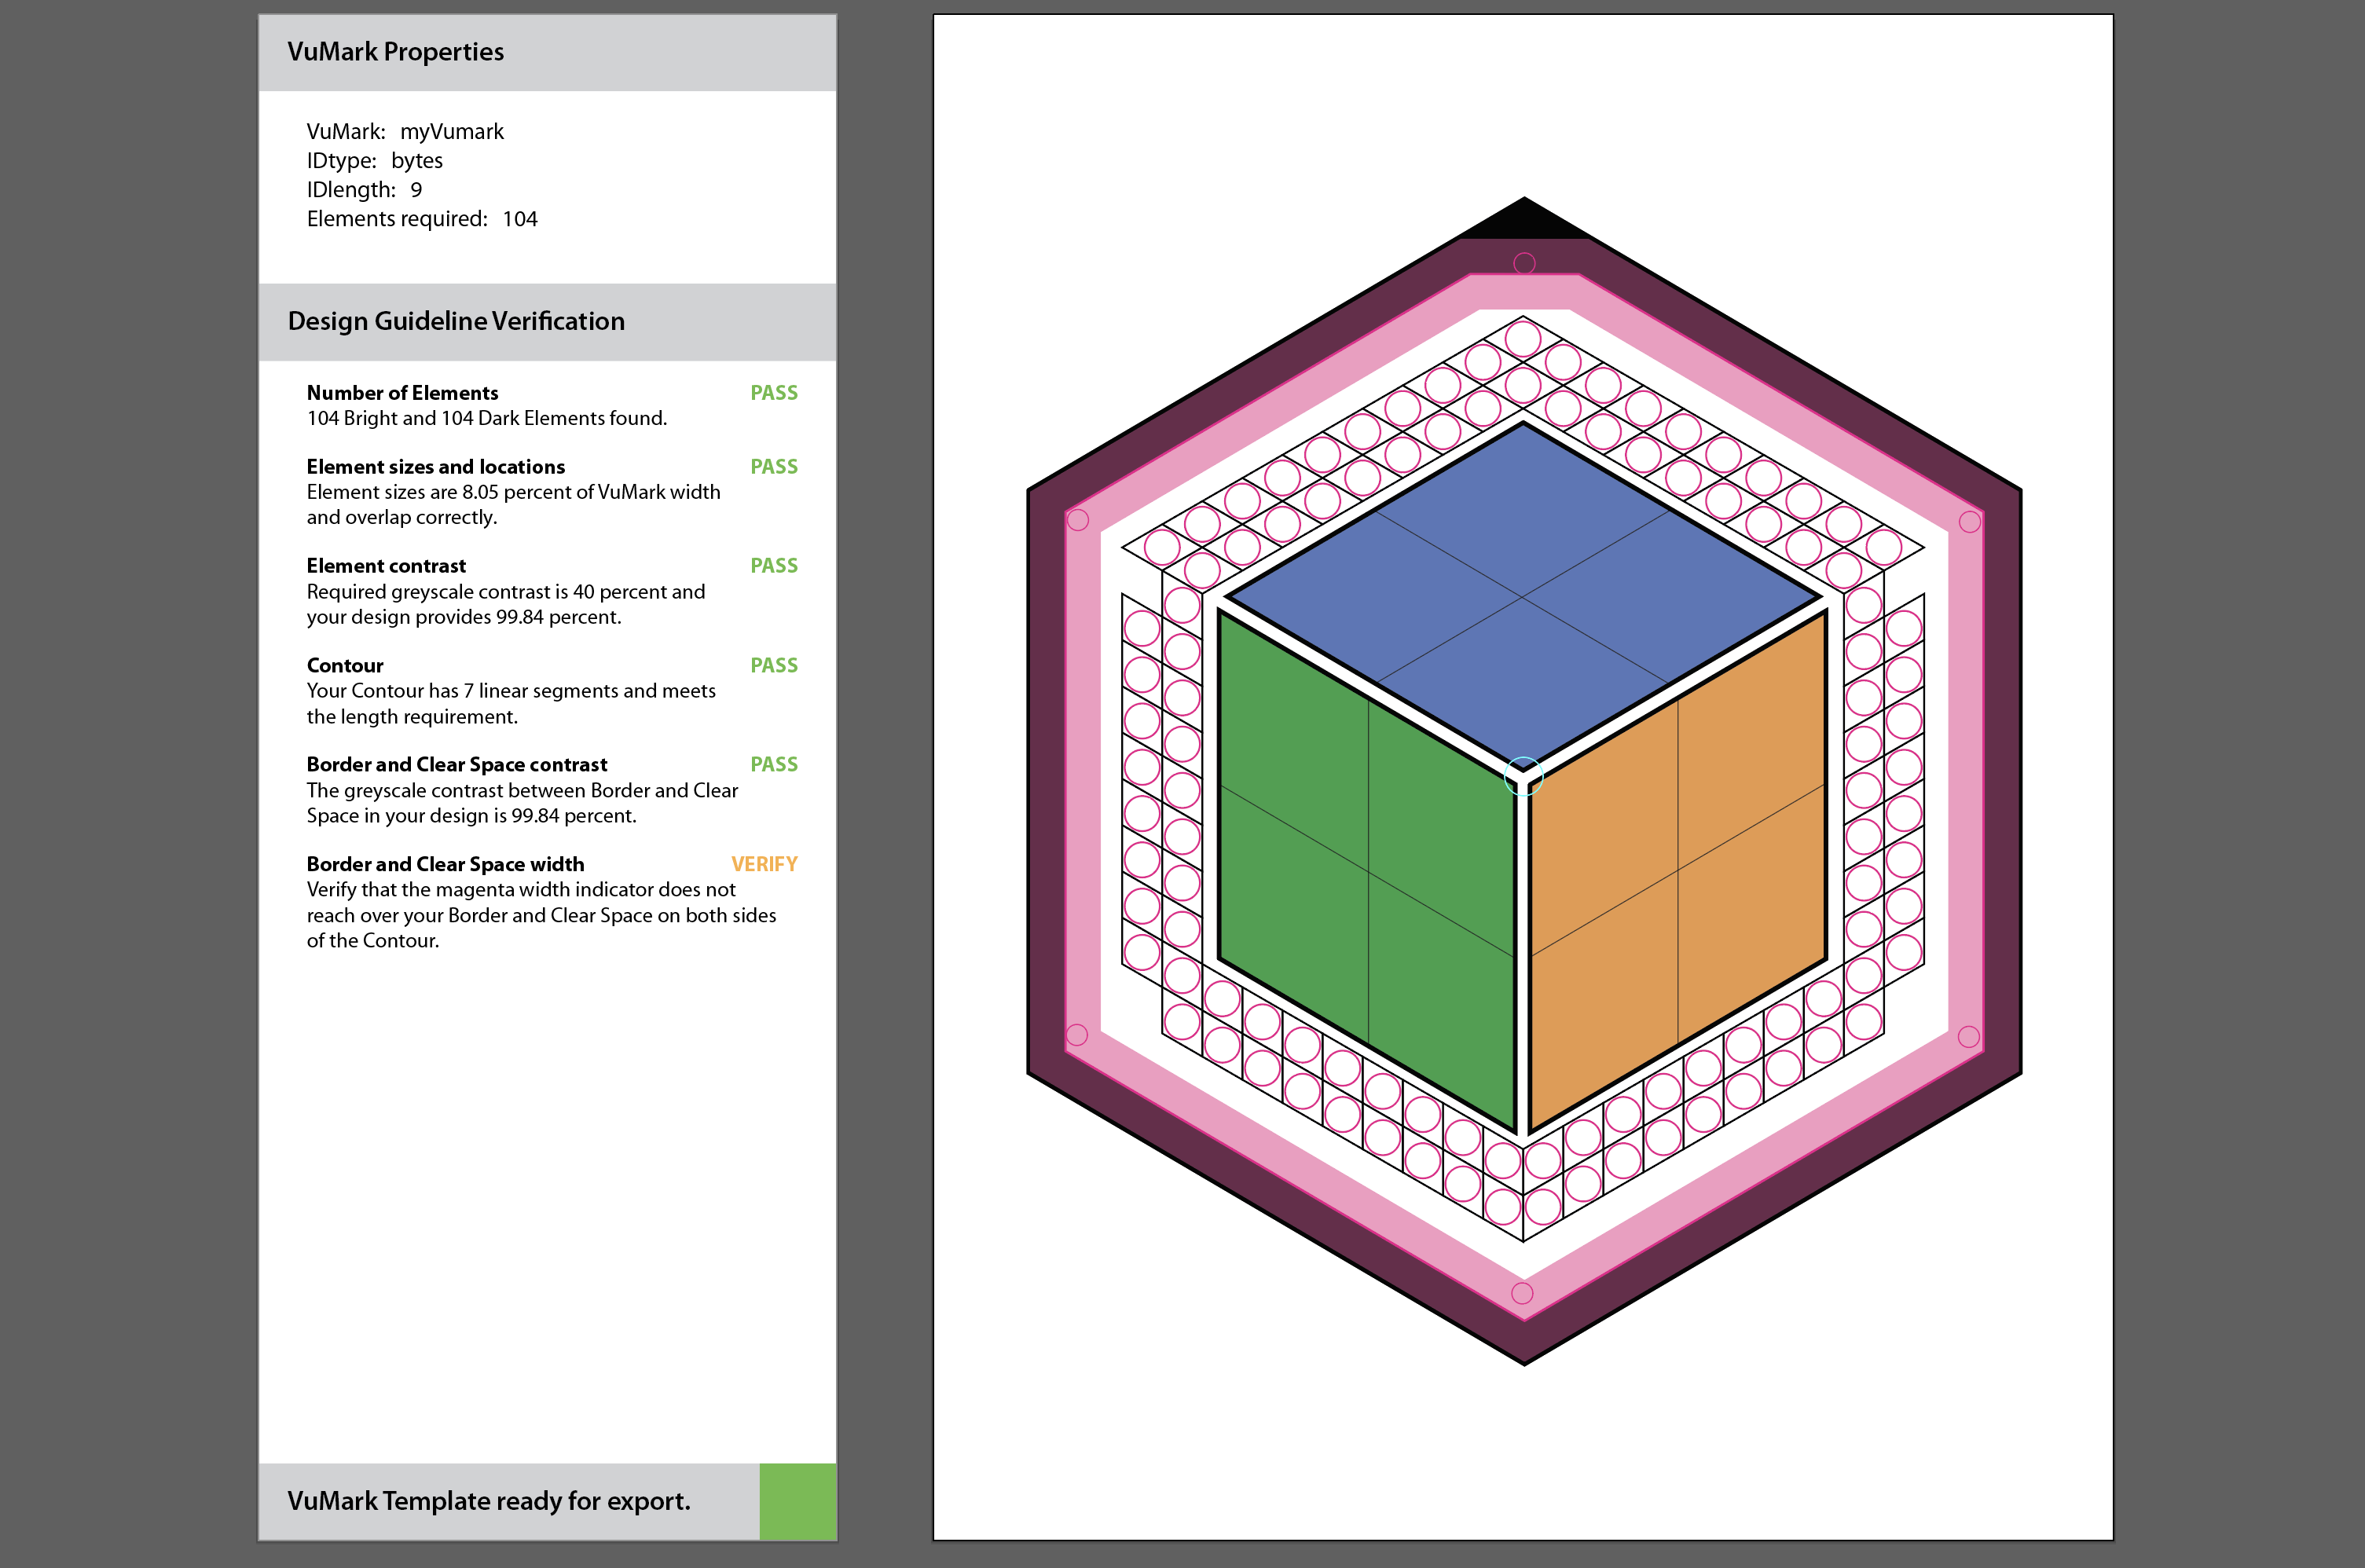 VuMark Properties
VuMark: myVumark
IDtype: bytes
IDlength: 9
Elements required: 104
Design Guideline Verification
Number of Elements PASS
104 Bright and 104 Dark Elements found.
Element sizes and locations PASS
Element sizes are 8.05 percent of VuMark width
and overlap correctly.
Element contrast PASS
Required greyscale contrast is 40 percent and
your design provides 99.84 percent.
Contour PASS
Your Contour has 7 linear segments and meets
the length requirement.
Border and Clear Space contrast PASS
The greyscale contrast between Border and Clear
Space in your design is 99.84 percent.
Border and Clear Space width VERIFY
Verify that the magenta width indicator does not
reach over your Border and Clear Space on both sides
of the Contour.
VuMark Template ready for export.